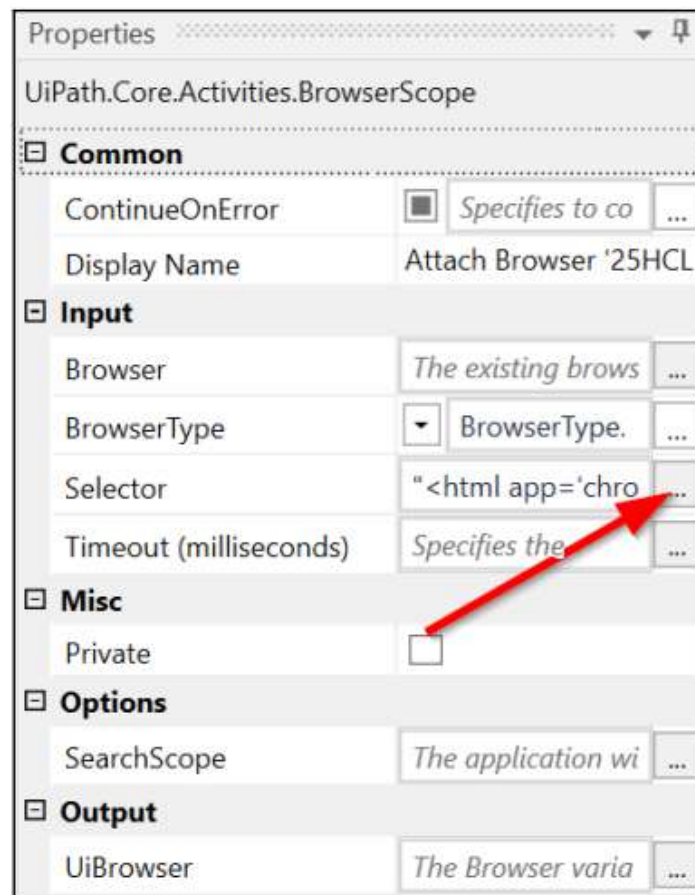 Properties
UiPath.Core.Activities.BrowserScope
Common
ContinueOnError Specifies to co ...
Display Name Attach Browser '25HCL
Input
Browser The existing brows ...
BrowserType BrowserType. ...
Selector "<html app='chro ...
Timeout (milliseconds) Specifies the ...
Misc
Private
Options
SearchScope The application wi ...
Output
UiBrowser The Browser varia ...